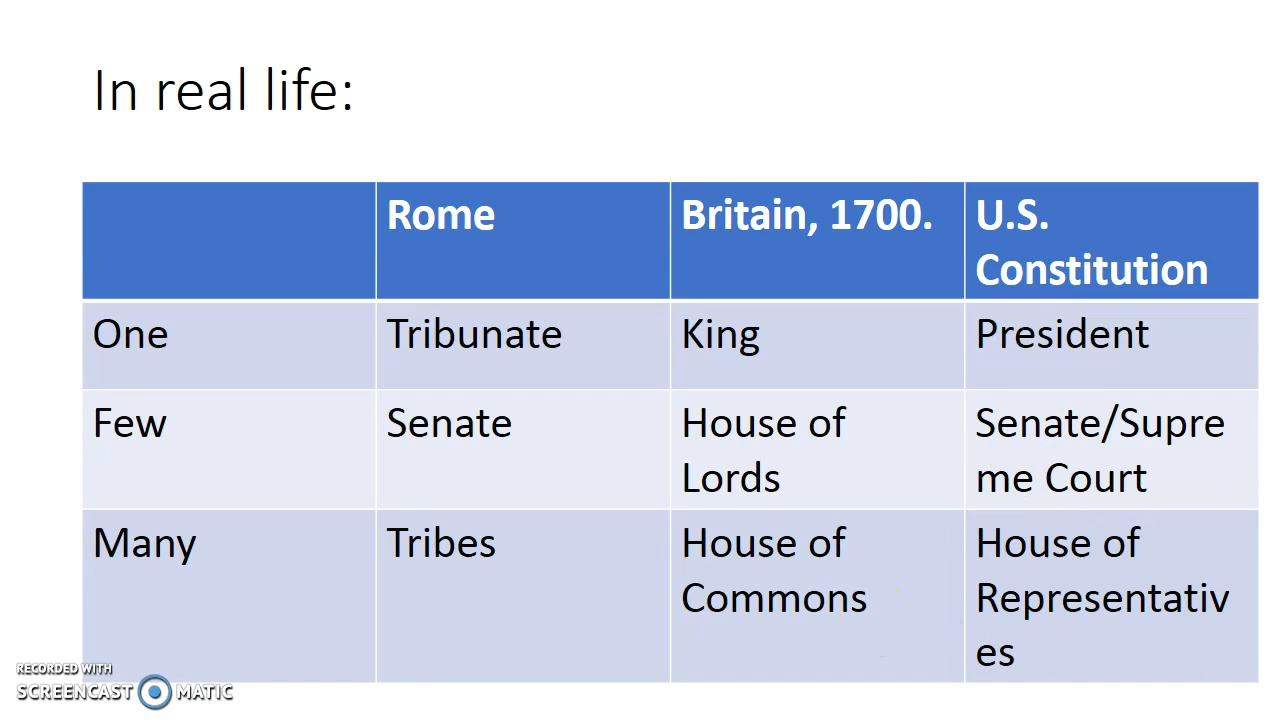 In real life:
Rome
Britain, 1700.
U.S.
Constitution
One
Tribunate
King
President
Few
Senate
House of
Lords
Senate/Supre
me Court
Many
Tribes
House of
Commons
House of
Representativ
es
RECORDED WITH
SCREENCAST MATIC